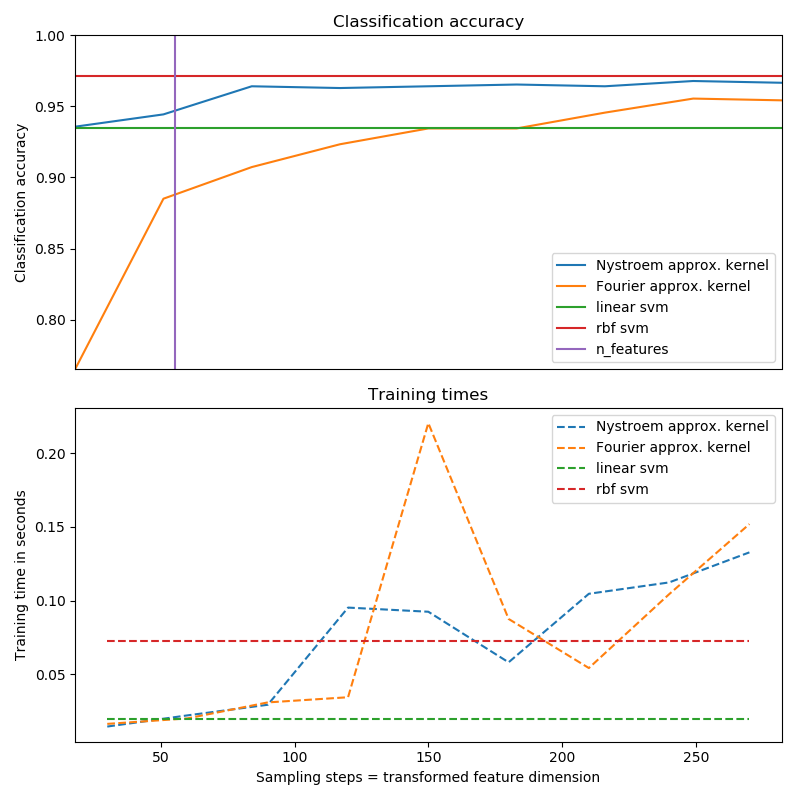 Classification accuracy
1.00
0.95
0.90
0.85
0.80
Classification accuracy
Nystroem approx. kernel
Fourier approx. kernel
linear svm
rbf svm
n_features
Training times
0.20
0.15
0.10
0.05
Training time in seconds
Nystroem approx. kernel
Fourier approx. kernel
linear svm
rbf svm
50 100 150 200 250
Sampling steps = transformed feature dimension